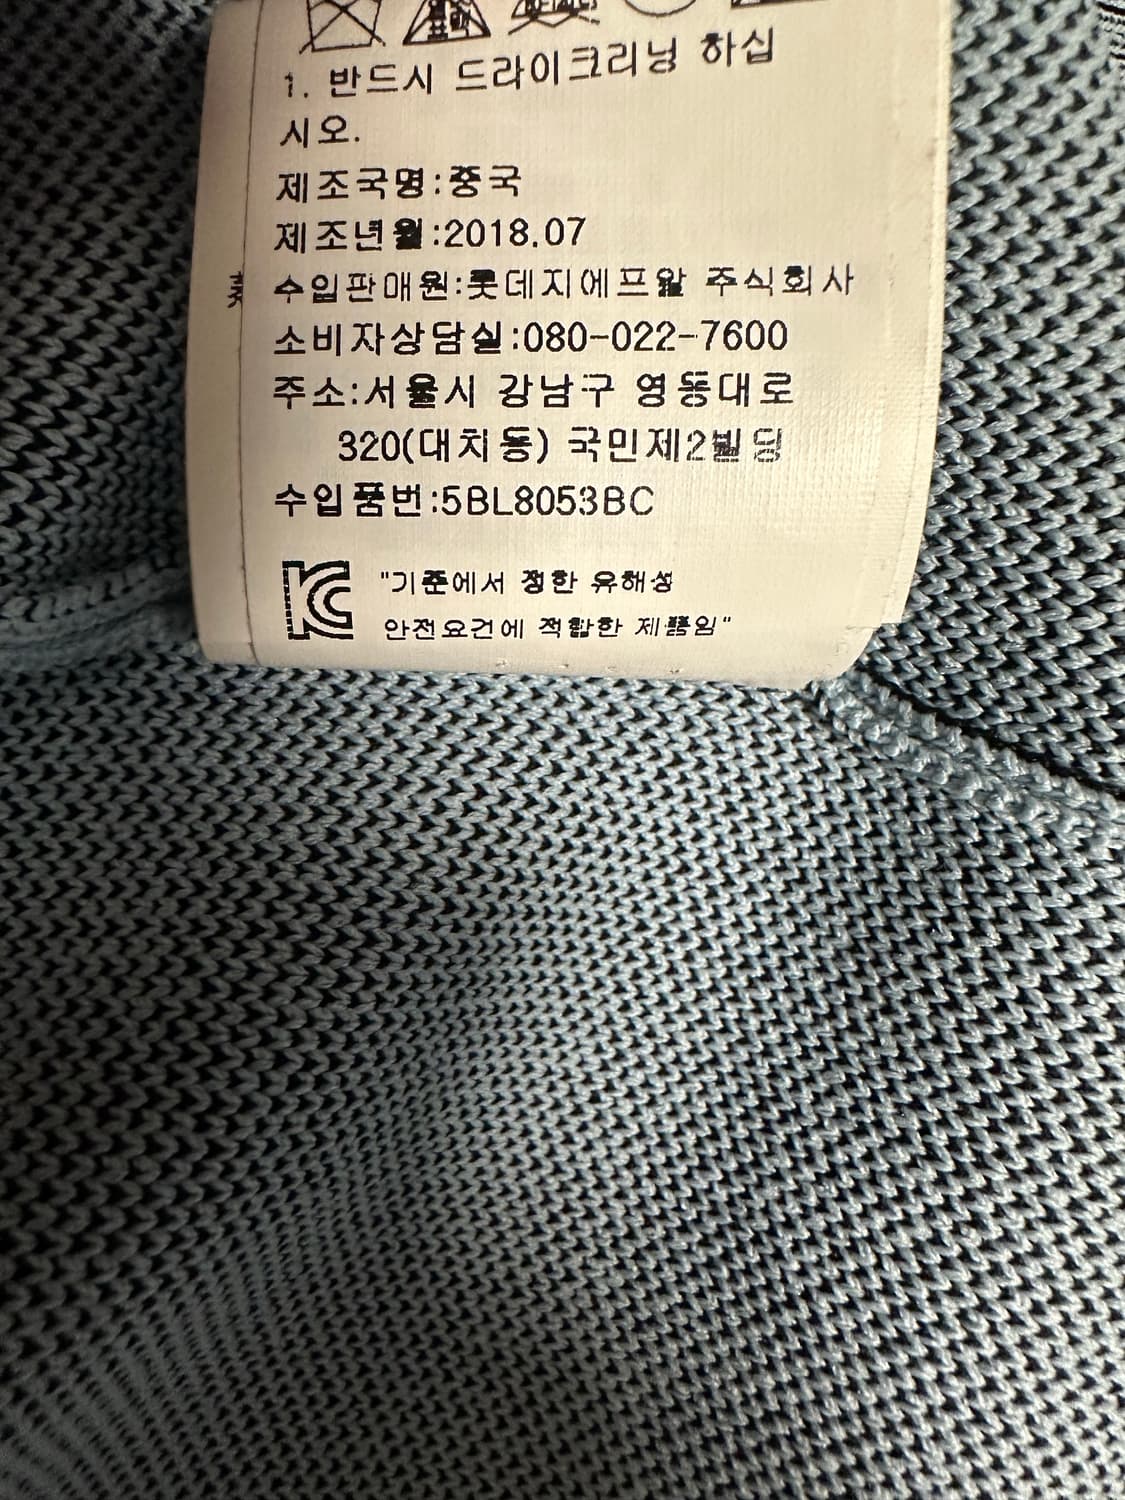 1. 반드시 드라이크리닝 하십
시오.
제조국명:중국
제조년월:2018.07
수입판매원:롯데지에프알 주식회사
소비자상담실:080-022-7600
주소:서울시 강남구 영동대로
320(대치동) 국민제2빌딩
수입품번:5BL8053BC
"기준에서 정한 유해성
안전요건에 적합한 제품임"